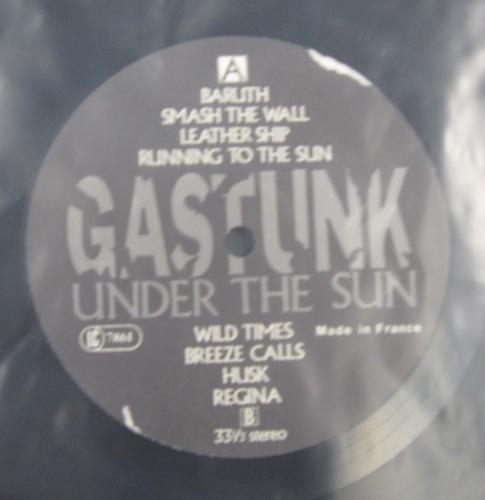 A
BARUTH
SMASH THE WALL
LEATHER SHIP
RUNNING TO THE SUN
GASTUNK
UNDER THE SUN
WILD TIMES
Made in France
BREEZE CALLS
HUSK
REGINA
B
33⅓ stereo